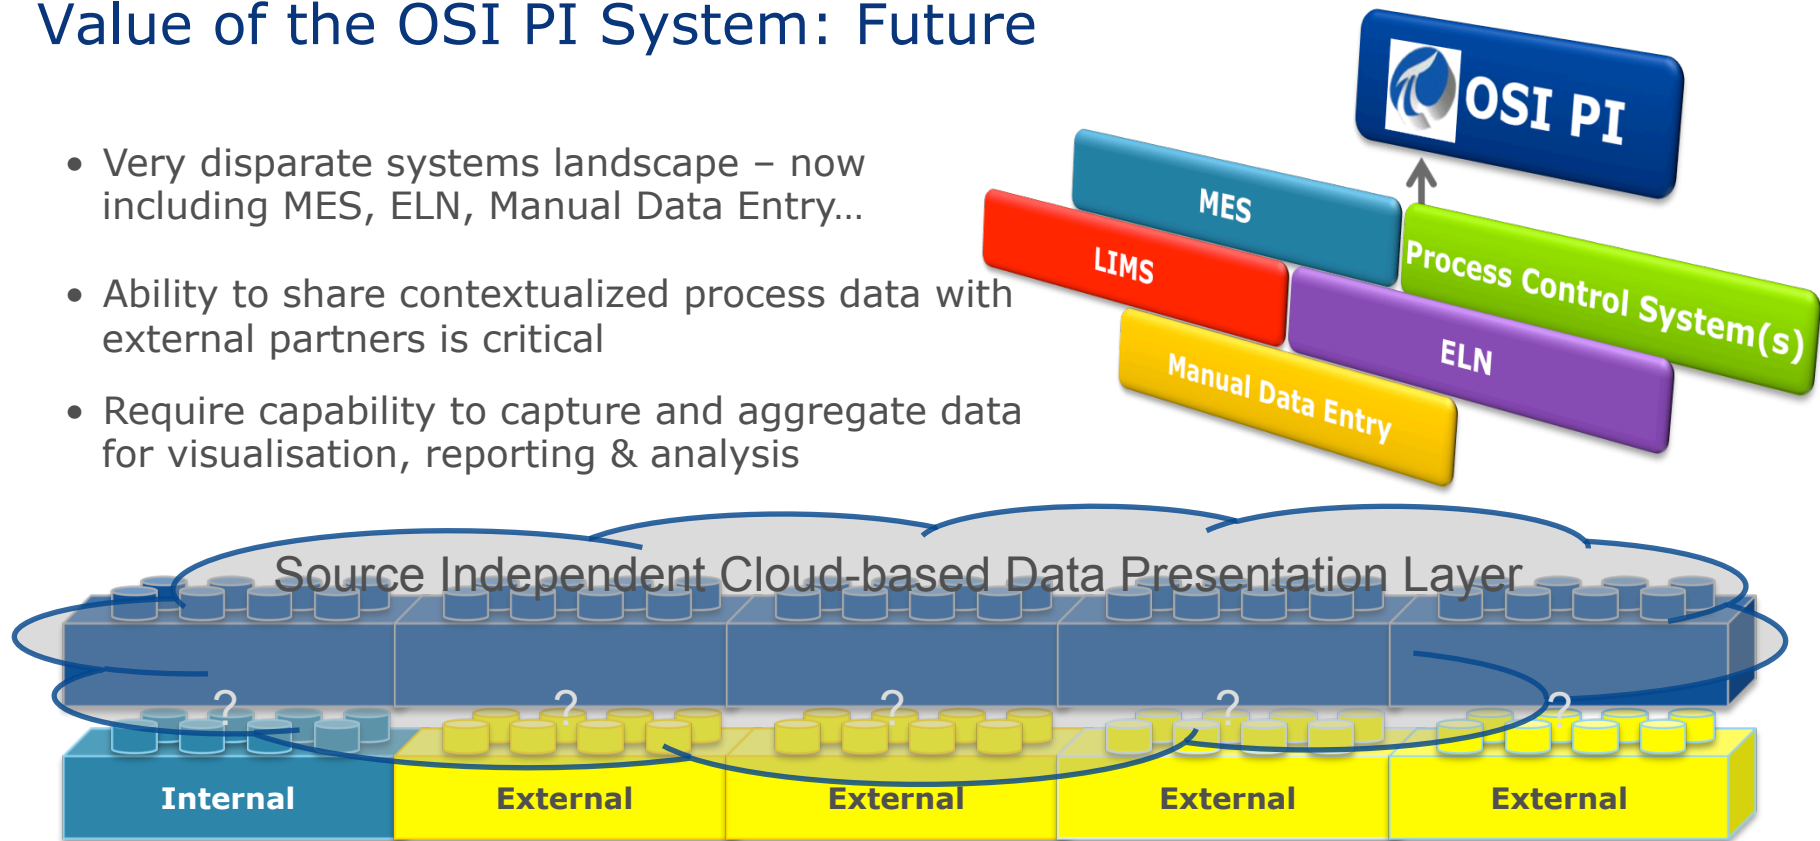 Value of the OSI PI System: Future
• Very disparate systems landscape – now
including MES, ELN, Manual Data Entry…
• Ability to share contextualized process data with
external partners is critical
• Require capability to capture and aggregate data
for visualisation, reporting & analysis
OSI PI
MES
Process Control System(s)
LIMS
ELN
Manual Data Entry
Source Independent Cloud-based Data Presentation Layer
? ? ? ? ?
Internal External External External External